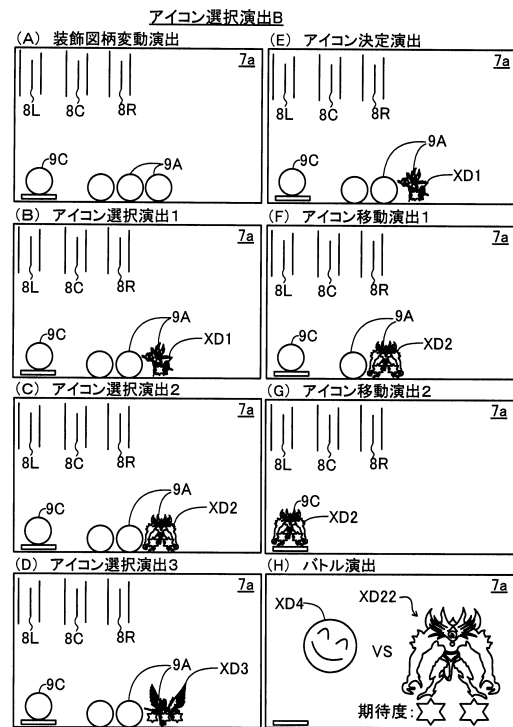 アイコン選択演出B
(A) 装飾図柄変動演出
7a
8L 8C 8R
9C
9A
(B) アイコン選択演出1
7a
8L 8C 8R
9C
9A
XD1
(C) アイコン選択演出2
7a
8L 8C 8R
9C
9A
XD2
(D) アイコン選択演出3
7a
8L 8C 8R
9C
9A
XD3
(E) アイコン決定演出
7a
8L 8C 8R
9C
9A
XD1
(F) アイコン移動演出1
7a
8L 8C 8R
9C
9A
XD2
(G) アイコン移動演出2
7a
8L 8C 8R
9C
XD2
(H) バトル演出
7a
XD4
XD22
VS
期待度: